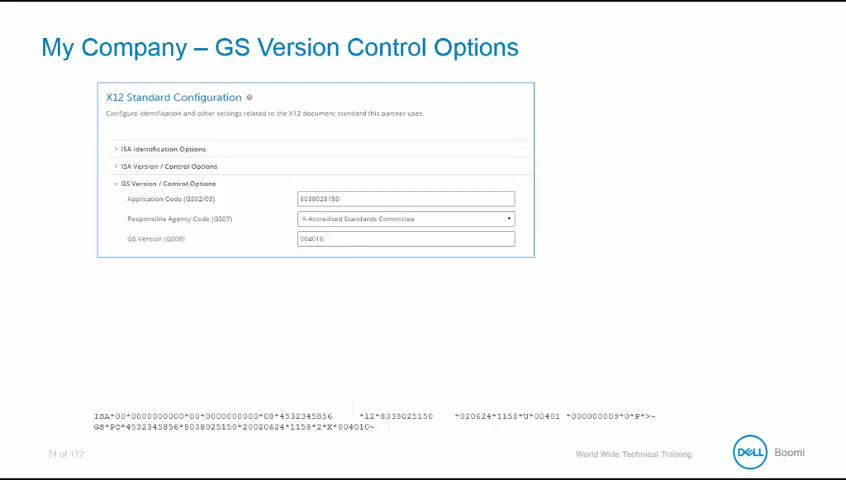 My Company – GS Version Control Options
X12 Standard Configuration
Configure identification and other settings related to the X12 document standard this partner uses.
ISA Identification Options
ISA Version / Control Options
GS Version / Control Options
Application Code (GS02/03) 8038025150
Responsible Agency Code (GS07) X-Accredited Standards Committee
GS Version (GS08) 004010
ISA*00*0000000000*00*0000000000*08*4532345856 *12*8038025150 *020624*1158*U*00401 *000000009*0*P*>~
GS*PO*4532345856*8038025150*20020624*1158*2*X*004010~
74 of 112
World Wide Technical Training
DELL Boomi